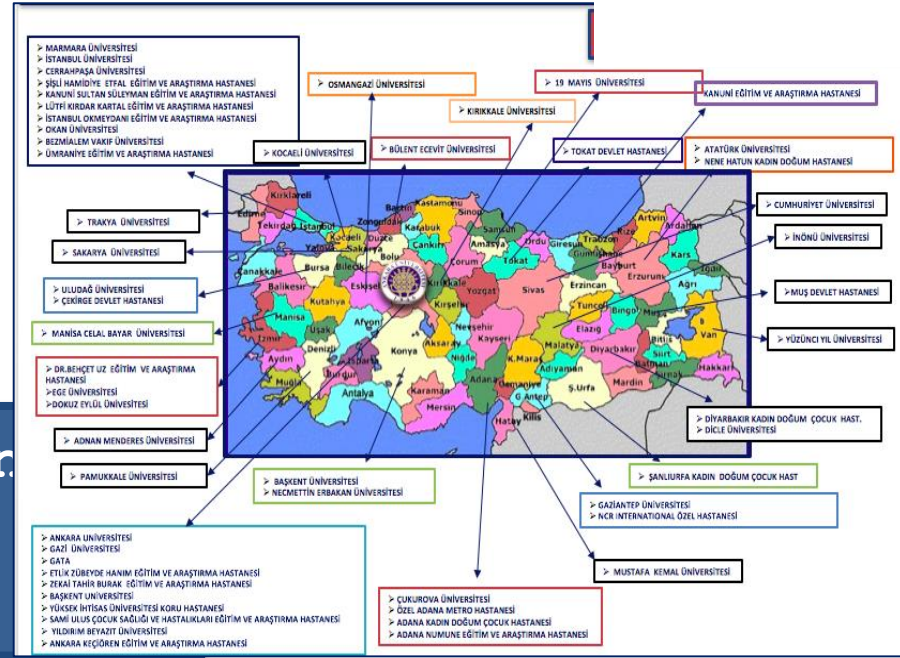 ➤ MARMARA ÜNİVERSİTESİ
➤ İSTANBUL ÜNİVERSİTESİ
➤ CERRAHPAŞA ÜNİVERSİTESİ
➤ ŞİŞLİ HAMİDİYE ETFAL EĞİTİM VE ARAŞTIRMA HASTANESİ
➤ KANUNİ SULTAN SÜLEYMAN EĞİTİM VE ARAŞTIRMA HASTANESİ
➤ LÜTFİ KIRDAR KARTAL EĞİTİM VE ARAŞTIRMA HASTANESİ
➤ İSTANBUL OKMEYDANI EĞİTİM VE ARAŞTIRMA HASTANESİ
➤ OKAN ÜNİVERSİTESİ
➤ BEZMİALEM VAKIF ÜNİVERSİTESİ
➤ ÜMRANİYE EĞİTİM VE ARAŞTIRMA HASTANESİ
➤ OSMANGAZİ ÜNİVERSİTESİ
➤ 19 MAYIS ÜNİVERSİTESİ
KANUNİ EĞİTİM VE ARAŞTIRMA HASTANESİ
➤ KIRIKKALE ÜNİVERSİTESİ
➤ KOCAELİ ÜNİVERSİTESİ
➤ BÜLENT ECEVİT ÜNİVERSİTESİ
➤ TOKAT DEVLET HASTANESİ
➤ ATATÜRK ÜNİVERSİTESİ
➤ NENE HATUN KADIN DOĞUM HASTANESİ
➤ TRAKYA ÜNİVERSİTESİ
➤ SAKARYA ÜNİVERSİTESİ
➤ ULUDAĞ ÜNİVERSİTESİ
➤ ÇEKİRGE DEVLET HASTANESİ
➤ MANİSA CELAL BAYAR ÜNİVERSİTESİ
➤ DR.BEHÇET UZ EĞİTİM VE ARAŞTIRMA
HASTANESİ
➤EGE ÜNİVERSİTESİ
➤DOKUZ EYLÜL ÜNİVESİTESİ
➤ ADNAN MENDERES ÜNİVERSİTESİ
➤ PAMUKKALE ÜNİVERSİTESİ
Kırklareli
Edirne
Tekirdağ
İstanbul
Yalova
Kocaeli
Sakarya
Düzce
Bolu
Zonguldak
Bartın
Karabuk
Kastamonu
Sinop
Samsun
Çankırı
Çorum
Amasya
Tokat
Ordu
Giresun
Trabzon
Gümüşhane
Rize
Artvin
Ardahan
Bayburt
Kars
Erzurum
Iğdır
Ağrı
Çanakkale
Balikesir
Bursa
Bilecik
Eskişehir
Kutahya
Kırıkkale
Yozgat
Sivas
Erzincan
Tunceli
Bingöl
Muş
Bitlis
Van
Manisa
İzmir
Uşak
Afyon
Kırşehir
Nevşehir
Kayseri
Malatya
Elazığ
Diyarbakır
Batman
Siirt
Şırnak
Hakkari
Aydın
Denizli
Isparta
Burdur
Muğla
Antalya
Konya
Aksaray
Niğde
Karaman
Mersin
Adana
K.Maraş
Osmaniye
G.Antep
Kilis
Hatay
Adıyaman
Ş.Urfa
Mardin
➤ CUMHURİYET ÜNİVERSİTESİ
➤ İNÖNÜ ÜNİVERSİTESİ
➤MUŞ DEVLET HASTANESİ
➤ YÜZÜNCÜ YIL ÜNİVERSİTESİ
➤ DİYARBAKIR KADIN DOĞUM ÇOCUK HAST.
➤ DİCLE ÜNİVERSİTESİ
➤ BAŞKENT ÜNİVERSİTESİ
➤ NECMETTİN ERBAKAN ÜNİVERSİTESİ
➤ ŞANLIURFA KADIN DOĞUM ÇOCUK HAST
➤ GAZİANTEP ÜNİVERSİTESİ
➤ NCR INTERNATIONAL ÖZEL HASTANESİ
➤ MUSTAFA KEMAL ÜNİVERSİTESİ
➤ ANKARA UNİVERSİTESİ
➤ GAZİ ÜNİVERSİTESİ
➤ GATA
➤ ETLİK ZÜBEYDE HANIM EĞİTİM VE ARAŞTIRMA HASTANESİ
➤ ZEKAİ TAHİR BURAK EĞİTİM VE ARAŞTIRMA HASTANESİ
➤ BAŞKENT UNİVERSİTESİ
➤ YÜKSEK İHTİSAS ÜNİVERSİTESİ KORU HASTANESİ
➤ SAMİ ULUS ÇOCUK SAĞLIĞI VE HASTALIKLARI EĞİTİM VE ARAŞTIRMA HASTANESİ
➤ YILDIRIM BEYAZIT ÜNİVERSİTESİ
➤ ANKARA KEÇİÖREN EĞİTİM VE ARAŞTIRMA HASTANESİ
➤ ÇUKUROVA ÜNİVERSİTESİ
➤ ÖZEL ADANA METRO HASTANESİ
➤ ADANA KADIN DOĞUM ÇOCUK HASTANESİ
➤ ADANA NUMUNE EĞİTİM VE ARAŞTIRMA HASTANESİ